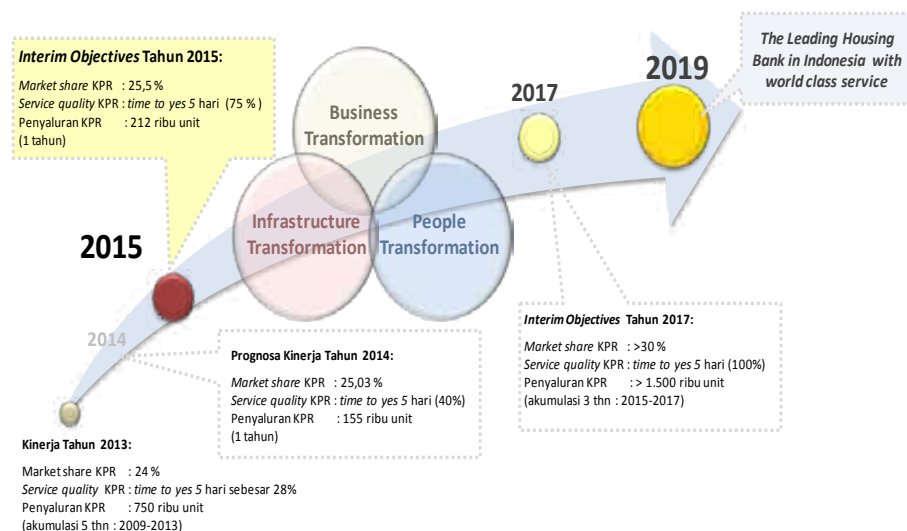 Interim Objectives Tahun 2015:
Market share KPR : 25,5 %
Service quality KPR : time to yes 5 hari (75 %)
Penyaluran KPR : 212 ribu unit
(1 tahun)
Business
Transformation
Infrastructure
Transformation
People
Transformation
2017
2019
The Leading Housing
Bank in Indonesia with
world class service
2015
2014
Prognosa Kinerja Tahun 2014:
Market share KPR : 25,03 %
Service quality KPR : time to yes 5 hari (40%)
Penyaluran KPR : 155 ribu unit
(1 tahun)
Interim Objectives Tahun 2017:
Market share KPR : >30 %
Service quality KPR : time to yes 5 hari (100%)
Penyaluran KPR : > 1.500 ribu unit
(akumulasi 3 thn : 2015-2017)
Kinerja Tahun 2013:
Market share KPR : 24 %
Service quality KPR : time to yes 5 hari sebesar 28%
Penyaluran KPR : 750 ribu unit
(akumulasi 5 thn : 2009-2013)